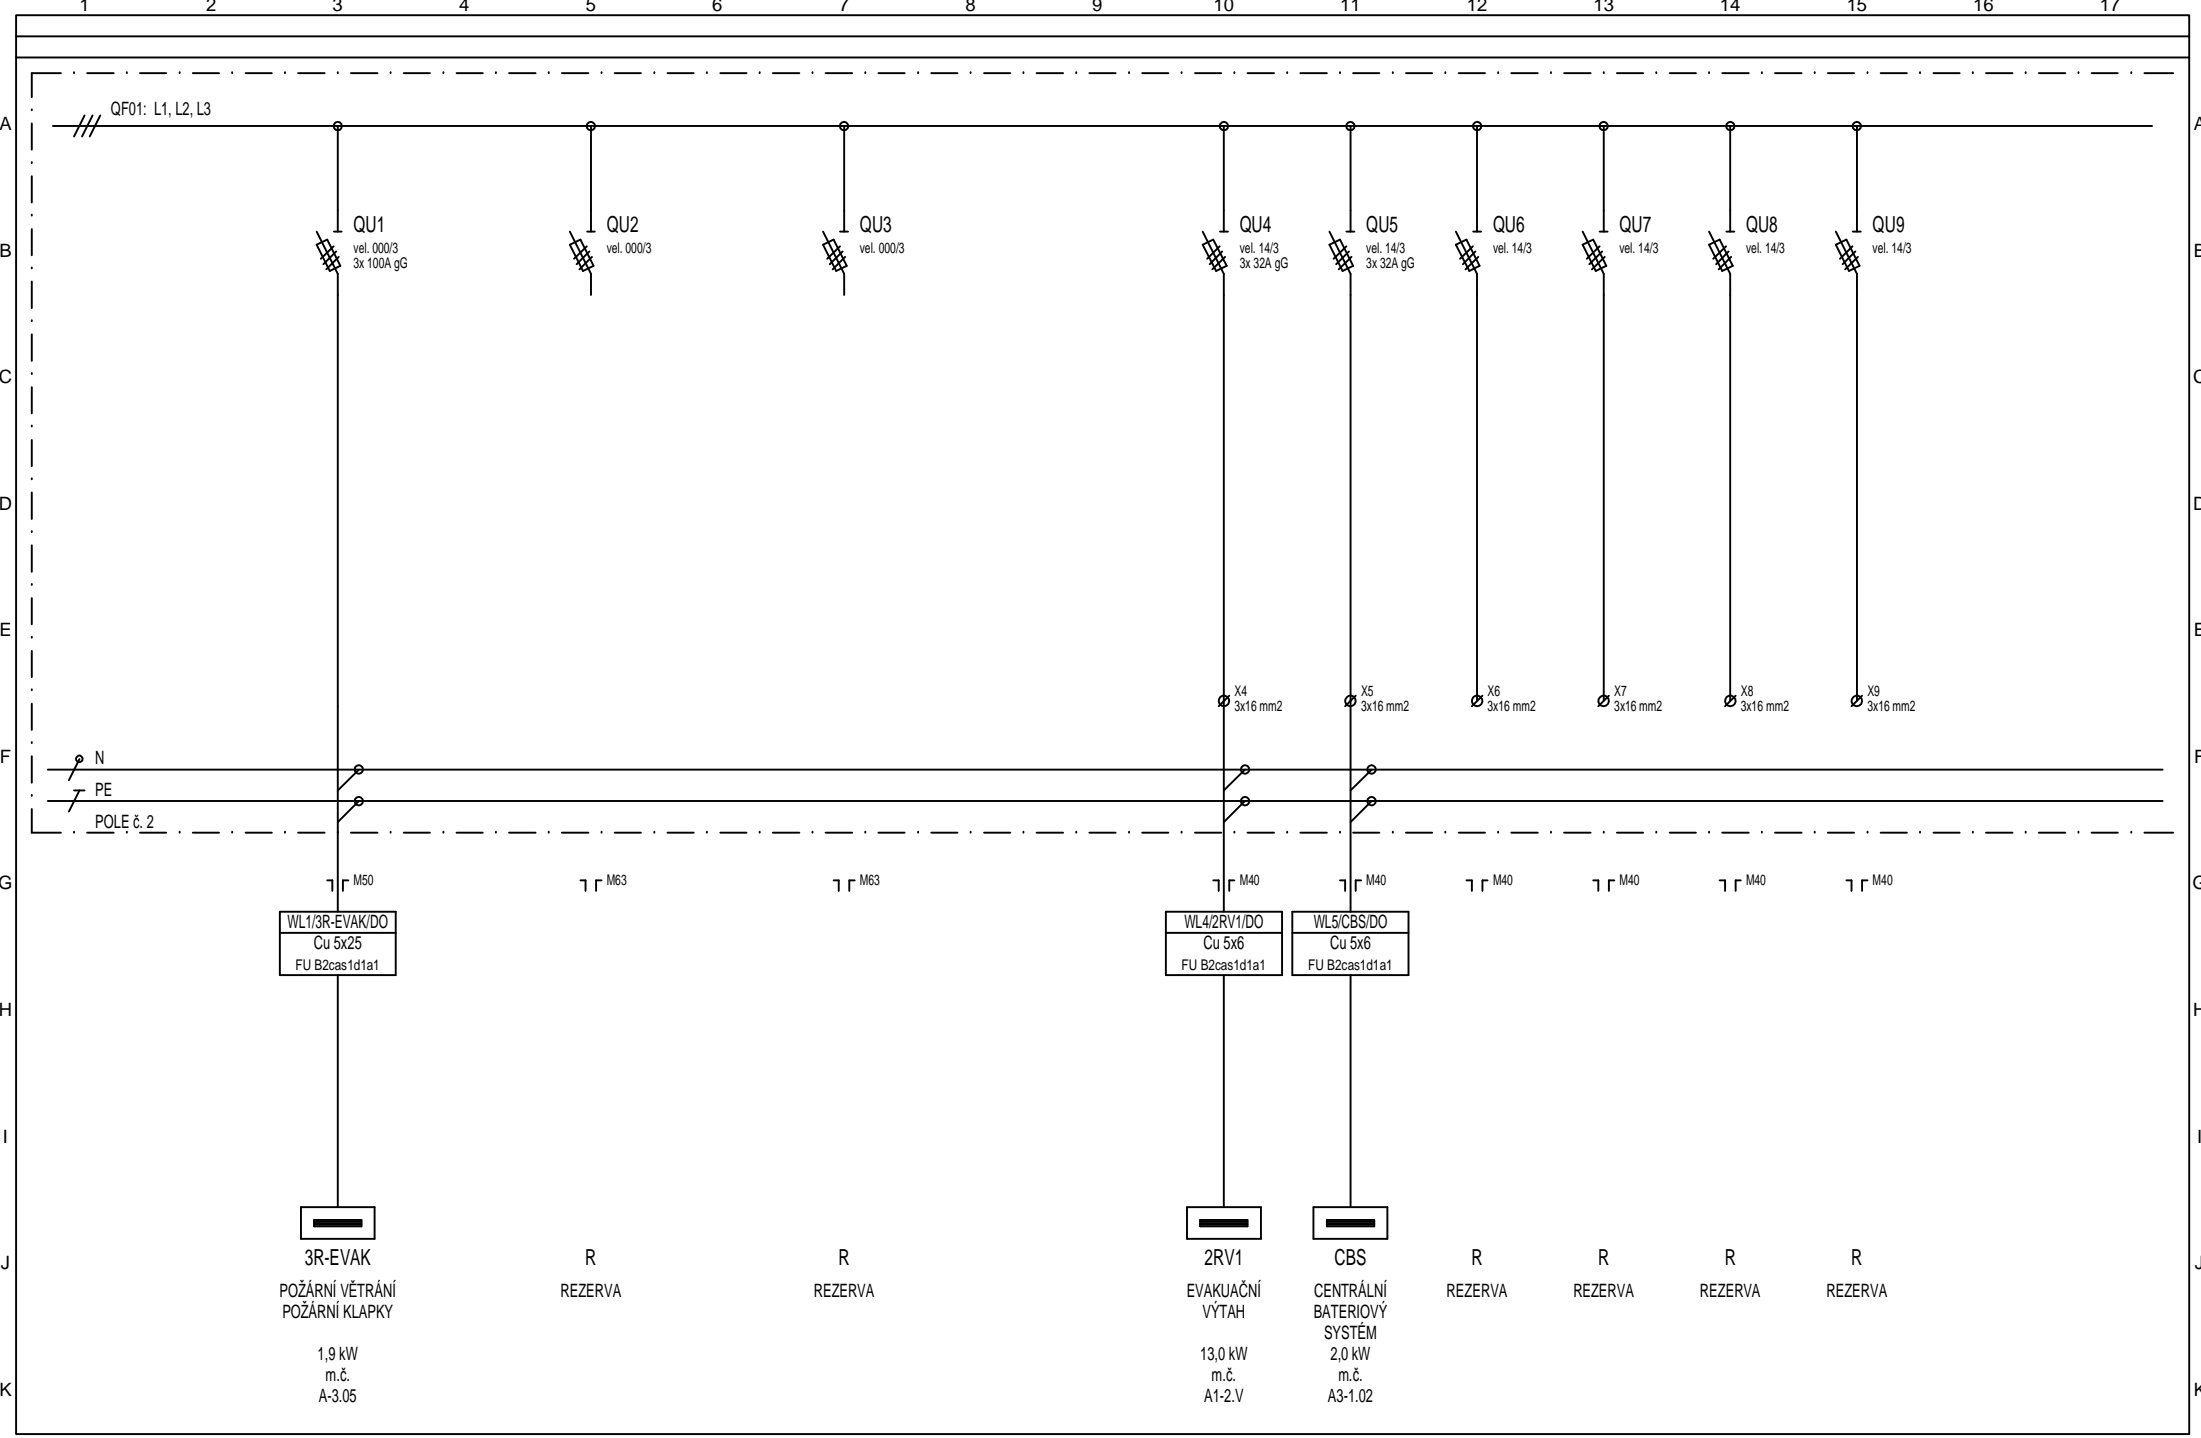 1 2 3 4 5 6 7 8 9 10 11 12 13 14 15 16 17
QF01: L1, L2, L3
A A
QU1 QU2 QU3 QU4 QU5 QU6 QU7 QU8 QU9
vel. 000/3 vel. 000/3 vel. 000/3 vel. 14/3 vel. 14/3 vel. 14/3 vel. 14/3 vel. 14/3 vel. 14/3
B B
3x 100A gG 3x 32A gG 3x 32A gG
C C
D D
E E
X4 X5 X6 X7 X8 X9
3x16 mm2 3x16 mm2 3x16 mm2 3x16 mm2 3x16 mm2 3x16 mm2
F N F
PE
POLE č. 2
G M50 M63 M63 M40 M40 M40 M40 M40 M40 G
WL1/3R-EVAK/DO WL4/2RV1/DO WL5/CBS/DO
Cu 5x25 Cu 5x6 Cu 5x6
FU B2cas1d1a1 FU B2cas1d1a1 FU B2cas1d1a1
H H
I I
3R-EVAK R R 2RV1 CBS R R R R
J J
POŽÁRNÍ VĚTRÁNÍ REZERVA REZERVA EVAKUAČNÍ CENTRÁLNÍ REZERVA REZERVA REZERVA REZERVA
POŽÁRNÍ KLAPKY VÝTAH BATERIOVÝ
SYSTÉM
1,9 kW 13,0 kW 2,0 kW
m.č. m.č. m.č.
K A-3.05 A1-2.V A3-1.02 K